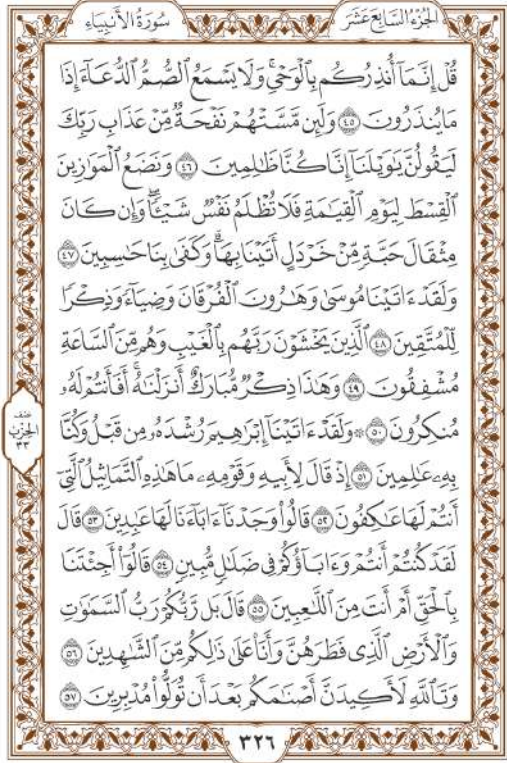 الجزء السابع عشر
سورة الأنبياء
قُلۡ إِنَّمَآ أُنذِرُكُم بِٱلۡوَحۡيِۚ وَلَا يَسۡمَعُ ٱلصُّمُّ ٱلدُّعَآءَ إِذَا
مَا يُنذَرُونَ ٤٥ وَلَئِن مَّسَّتۡهُمۡ نَفۡحَةٞ مِّنۡ عَذَابِ رَبِّكَ
لَيَقُولُنَّ يَٰوَيۡلَنَآ إِنَّا كُنَّا ظَٰلِمِينَ ٤٦ وَنَضَعُ ٱلۡمَوَٰزِينَ
ٱلۡقِسۡطَ لِيَوۡمِ ٱلۡقِيَٰمَةِ فَلَا تُظۡلَمُ نَفۡسٞ شَيۡـٔٗاۖ وَإِن كَانَ
مِثۡقَالَ حَبَّةٖ مِّنۡ خَرۡدَلٍ أَتَيۡنَا بِهَاۗ وَكَفَىٰ بِنَا حَٰسِبِينَ ٤٧
وَلَقَدۡ ءَاتَيۡنَا مُوسَىٰ وَهَٰرُونَ ٱلۡفُرۡقَانَ وَضِيَآءٗ وَذِكۡرٗا
لِّلۡمُتَّقِينَ ٤٨ ٱلَّذِينَ يَخۡشَوۡنَ رَبَّهُم بِٱلۡغَيۡبِ وَهُم مِّنَ ٱلسَّاعَةِ
مُشۡفِقُونَ ٤٩ وَهَٰذَا ذِكۡرٞ مُّبَارَكٌ أَنزَلۡنَٰهُۚ أَفَأَنتُمۡ لَهُۥ
مُنكِرُونَ ٥٠ ۞ وَلَقَدۡ ءَاتَيۡنَآ إِبۡرَٰهِيمَ رُشۡدَهُۥ مِن قَبۡلُ وَكُنَّا
بِهِۦ عَٰلِمِينَ ٥١ إِذۡ قَالَ لِأَبِيهِ وَقَوۡمِهِۦ مَا هَٰذِهِ ٱلتَّمَاثِيلُ ٱلَّتِيٓ
أَنتُمۡ لَهَا عَٰكِفُونَ ٥٢ قَالُواْ وَجَدۡنَآ ءَابَآءَنَا لَهَا عَٰبِدِينَ ٥٣ قَالَ
لَقَدۡ كُنتُمۡ أَنتُمۡ وَءَابَآؤُكُمۡ فِي ضَلَٰلٖ مُّبِينٖ ٥٤ قَالُوٓاْ أَجِئۡتَنَا
بِٱلۡحَقِّ أَمۡ أَنتَ مِنَ ٱللَّٰعِبِينَ ٥٥ قَالَ بَل رَّبُّكُمۡ رَبُّ ٱلسَّمَٰوَٰتِ
وَٱلۡأَرۡضِ ٱلَّذِي فَطَرَهُنَّ وَأَنَا۠ عَلَىٰ ذَٰلِكُم مِّنَ ٱلشَّٰهِدِينَ ٥٦
وَتَٱللَّهِ لَأَكِيدَنَّ أَصۡنَٰمَكُم بَعۡدَ أَن تُوَلُّواْ مُدۡبِرِينَ ٥٧
نصف
الحزب
٣٣
٣٢٦